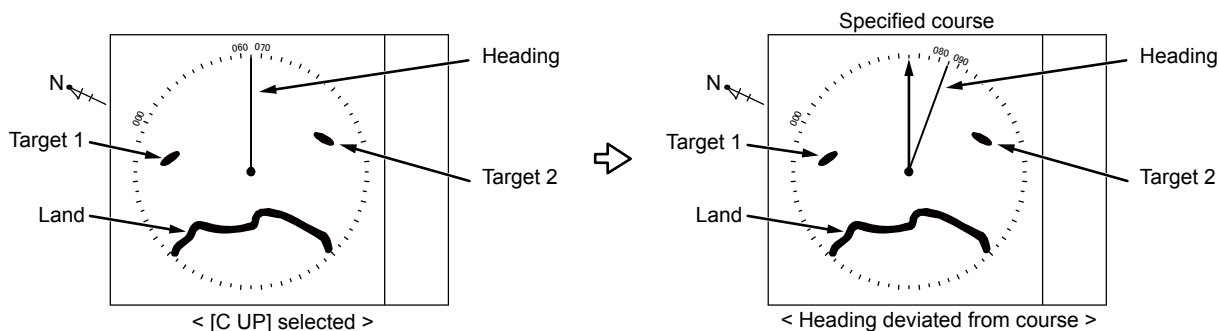 060 070
Heading
N
000
Target 1
Target 2
Land
< [C UP] selected >
Specified course
080 090
Heading
N
000
Target 1
Target 2
Land
< Heading deviated from course >